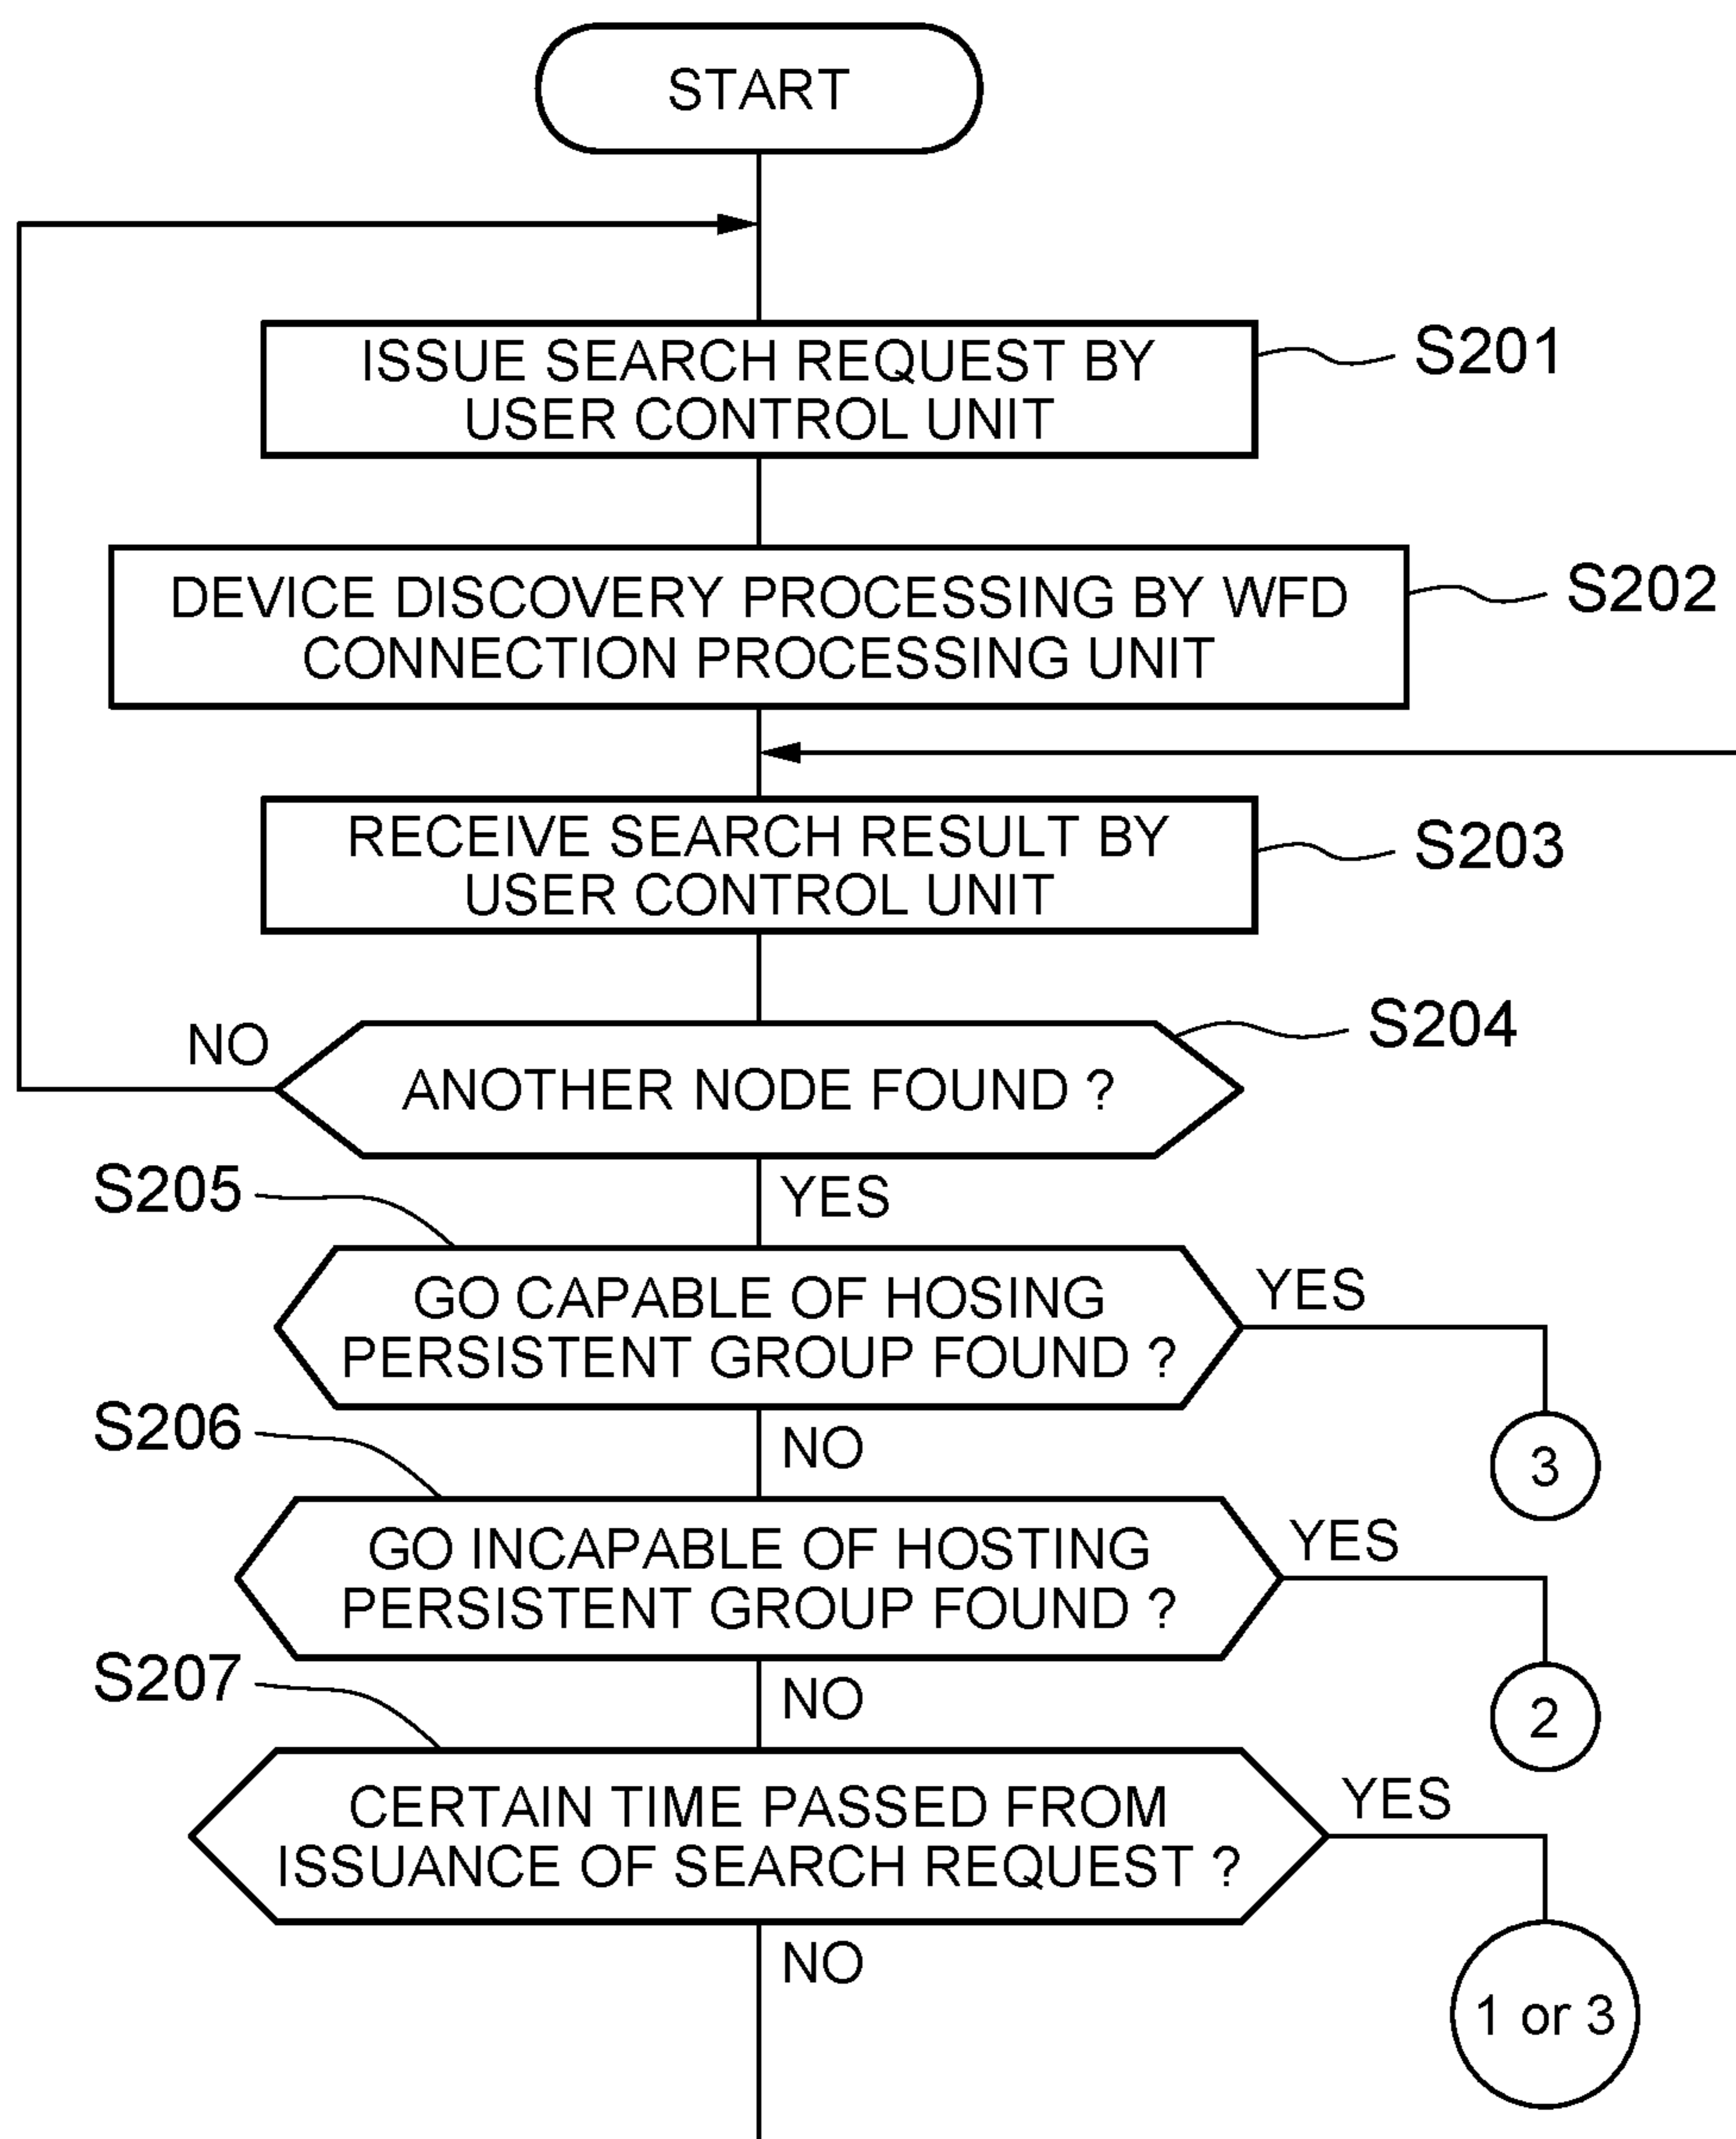 START
ISSUE SEARCH REQUEST BY
USER CONTROL UNIT
S201
DEVICE DISCOVERY PROCESSING BY WFD
CONNECTION PROCESSING UNIT
S202
RECEIVE SEARCH RESULT BY
USER CONTROL UNIT
S203
NO
ANOTHER NODE FOUND ?
S204
YES
S205
GO CAPABLE OF HOSING
PERSISTENT GROUP FOUND ?
YES
3
NO
S206
GO INCAPABLE OF HOSTING
PERSISTENT GROUP FOUND ?
YES
2
NO
S207
CERTAIN TIME PASSED FROM
ISSUANCE OF SEARCH REQUEST ?
YES
1 or 3
NO